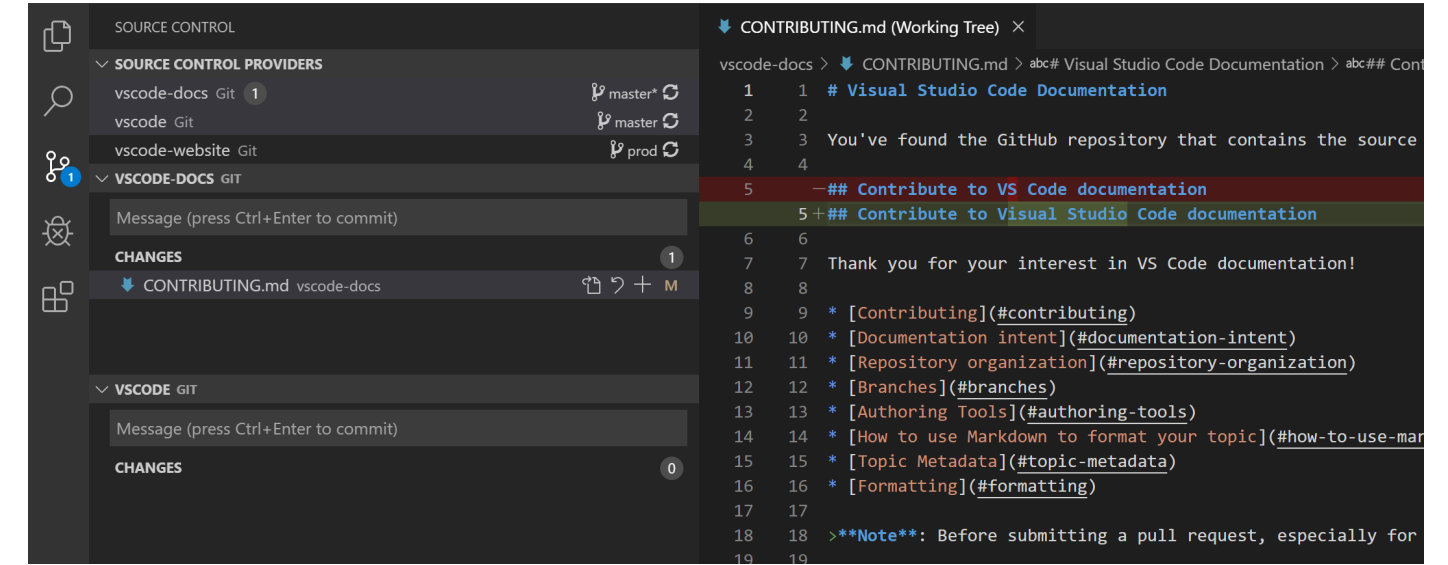 SOURCE CONTROL
SOURCE CONTROL PROVIDERS
vscode-docs Git 1 master*
vscode Git master
vscode-website Git prod
1
VSCODE-DOCS GIT
Message (press Ctrl+Enter to commit)
CHANGES 1
CONTRIBUTING.md vscode-docs M
VSCODE GIT
Message (press Ctrl+Enter to commit)
CHANGES 0
CONTRIBUTING.md (Working Tree)
vscode-docs > CONTRIBUTING.md > abc# Visual Studio Code Documentation > abc## Cont
1 1 # Visual Studio Code Documentation
2 2
3 3 You've found the GitHub repository that contains the source
4 4
5 —## Contribute to VS Code documentation
5 +## Contribute to Visual Studio Code documentation
6 6
7 7 Thank you for your interest in VS Code documentation!
8 8
9 9 * [Contributing](#contributing)
10 10 * [Documentation intent](#documentation-intent)
11 11 * [Repository organization](#repository-organization)
12 12 * [Branches](#branches)
13 13 * [Authoring Tools](#authoring-tools)
14 14 * [How to use Markdown to format your topic](#how-to-use-mar
15 15 * [Topic Metadata](#topic-metadata)
16 16 * [Formatting](#formatting)
17 17
18 18 >**Note**: Before submitting a pull request, especially for
19 19